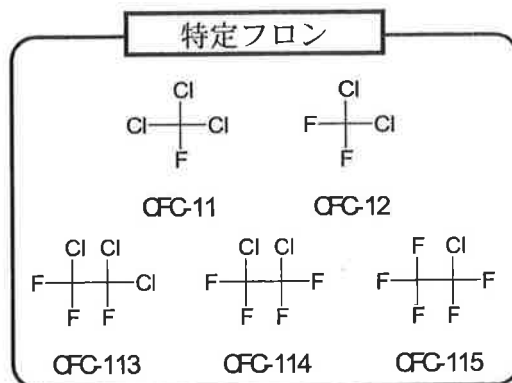 特定フロン
Cl Cl
Cl Cl F Cl
F F
CFC-11 CFC-12
Cl Cl Cl Cl F Cl
F Cl F F F F
F F F F F F
CFC-113 CFC-114 CFC-115